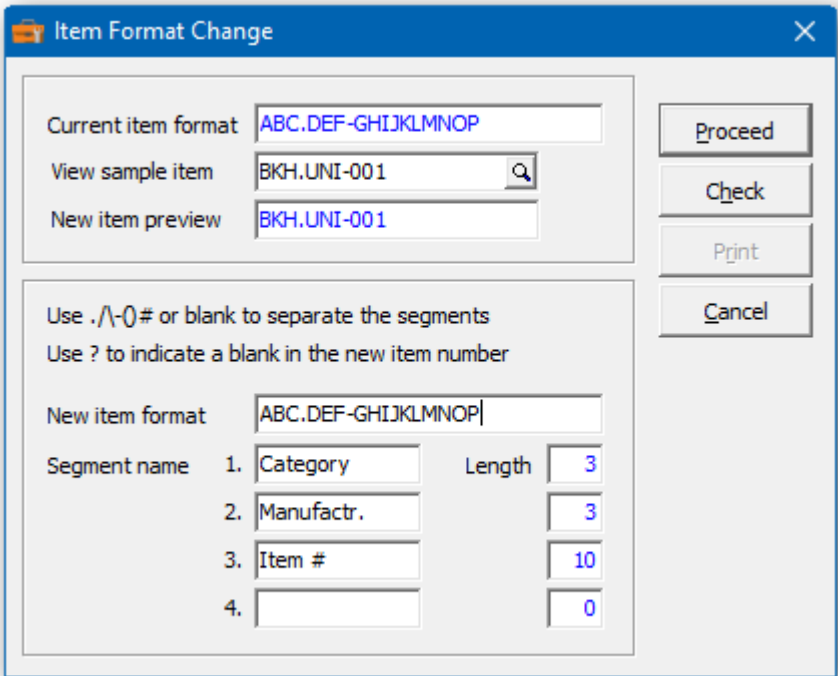 Item Format Change
Current item format ABC.DEF-GHIJKLMNOP
View sample item BKH.UNI-001
New item preview BKH.UNI-001
Proceed
Check
Print
Cancel
Use ./\-()# or blank to separate the segments
Use ? to indicate a blank in the new item number
New item format ABC.DEF-GHIJKLMNOP
Segment name 1. Category Length 3
2. Manufactr. 3
3. Item # 10
4. 0